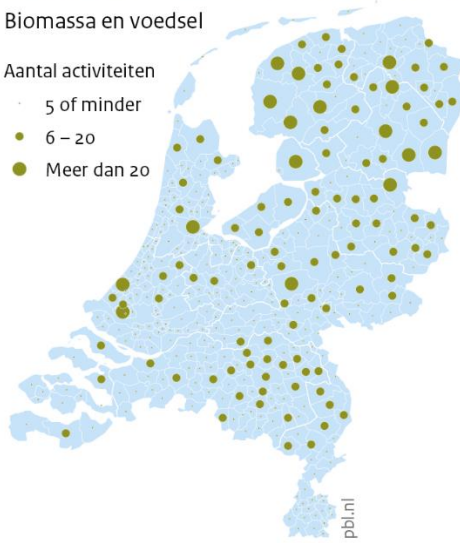 Biomassa en voedsel
Aantal activiteiten
5 of minder
6 – 20
Meer dan 20
pbl.nl